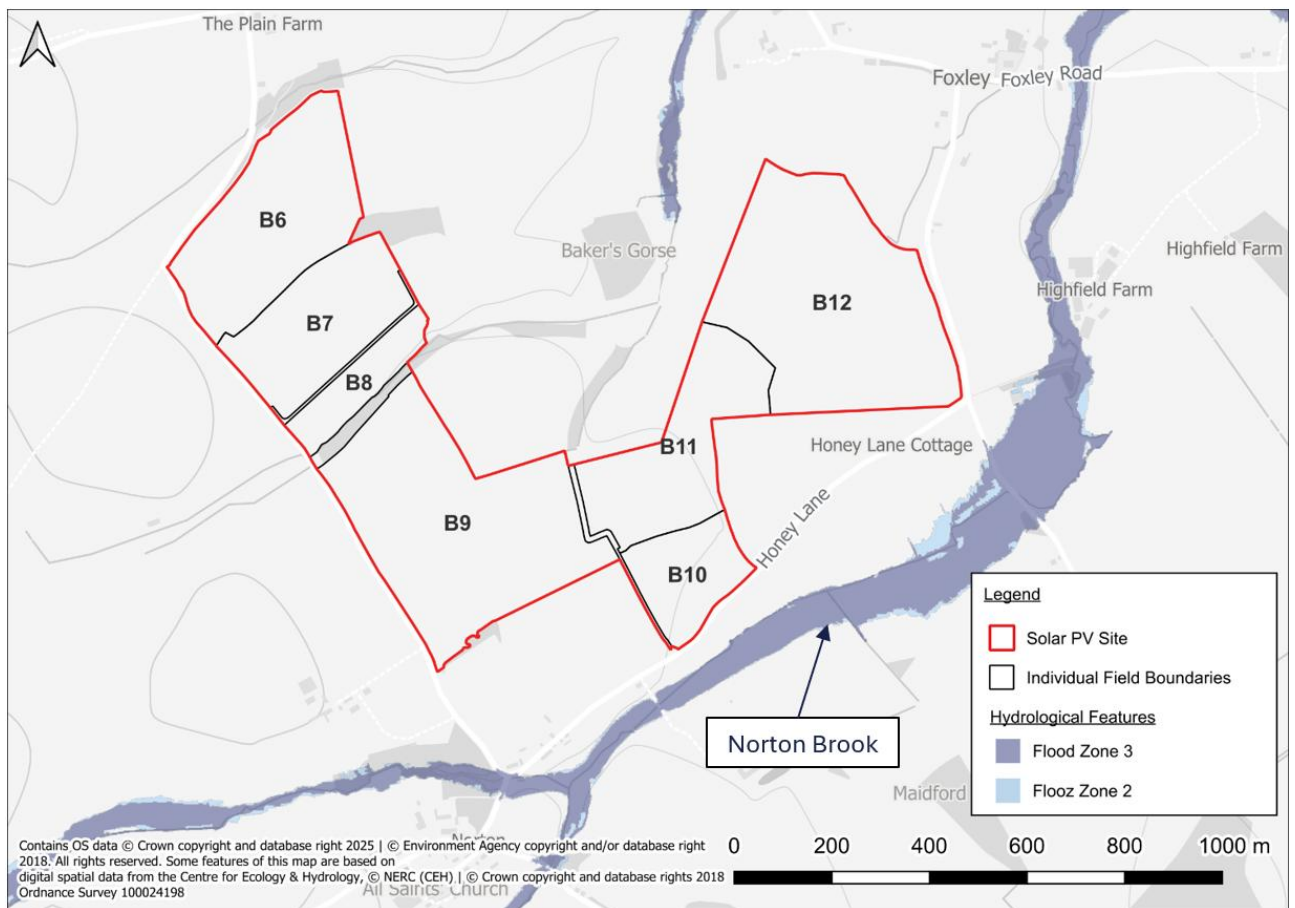 The Plain Farm
Foxley
Foxley Road
B6
Baker's Gorse
Highfield Farm
Highfield Farm
B12
B7
B8
B11
Honey Lane Cottage
B9
Honey Lane
B10
Legend
Solar PV Site
Individual Field Boundaries
Hydrological Features
Flood Zone 3
Flooz Zone 2
Norton Brook
Maidford
Norton
All Saints' Church
0 200 400 600 800 1000 m
Contains OS data © Crown copyright and database right 2025 | © Environment Agency copyright and/or database right
2018. All rights reserved. Some features of this map are based on
digital spatial data from the Centre for Ecology & Hydrology, © NERC (CEH) | © Crown copyright and database rights 2018
Ordnance Survey 100024198